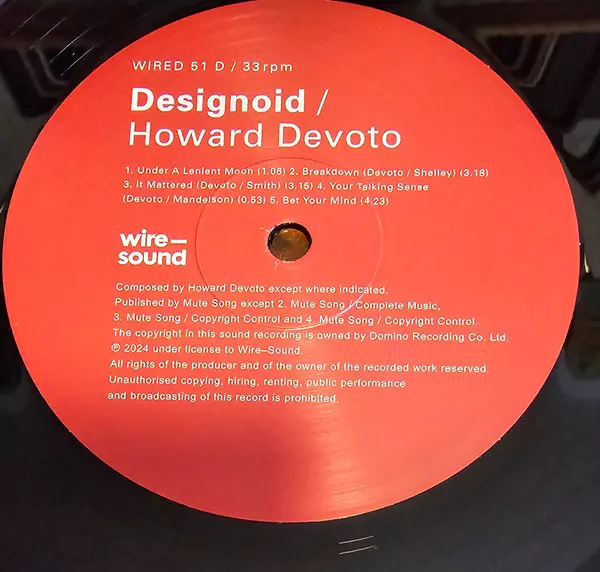 WIRED 51 D / 33rpm
Designoid /
Howard Devoto
1. Under A Lenient Moon (1.06) 2. Breakdown (Devoto / Shelley) (3.18)
3. It Mattered (Devoto / Smith) (3.15) 4. Your Talking Sense
(Devoto / Mandelson) (0.53) 5. Bet Your Mind (4.23)
wire–
sound
Composed by Howard Devoto except where indicated.
Published by Mute Song except 2. Mute Song / Complete Music,
3. Mute Song / Copyright Control and 4. Mute Song / Copyright Control.
The copyright in this sound recording is owned by Domino Recording Co. Ltd.
℗ 2024 under license to Wire–Sound.
All rights of the producer and of the owner of the recorded work reserved.
Unauthorised copying, hiring, renting, public performance
and broadcasting of this record is prohibited.